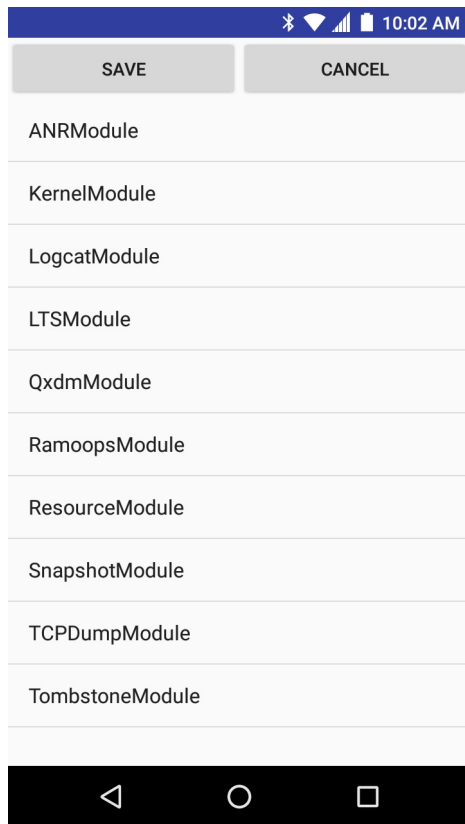 10:02 AM
SAVE CANCEL
ANRModule
KernelModule
LogcatModule
LTSModule
QxdmModule
RamoopsModule
ResourceModule
SnapshotModule
TCPDumpModule
TombstoneModule